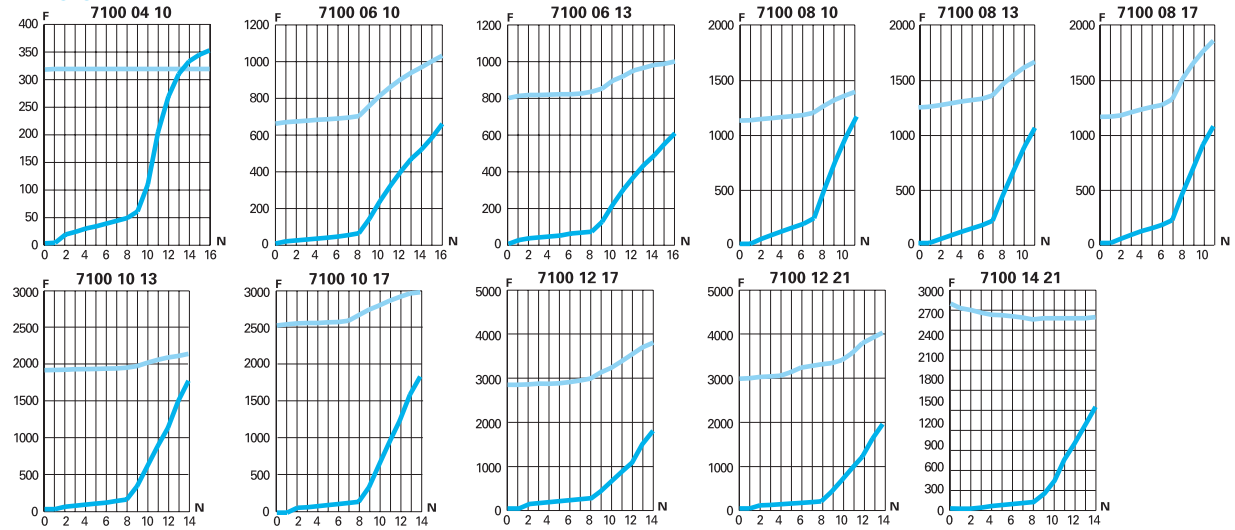 7100 04 10
F
400
350
300
250
200
150
100
50
0
0 2 4 6 8 10 12 14 16
N
7100 06 10
F
1200
1000
800
600
400
200
0
0 2 4 6 8 10 12 14 16
N
7100 06 13
F
1200
1000
800
600
400
200
0
0 2 4 6 8 10 12 14 16
N
7100 08 10
F
2000
1500
1000
500
0
0 2 4 6 8 10
N
7100 08 13
F
2000
1500
1000
500
0
0 2 4 6 8 10
N
7100 08 17
F
2000
1500
1000
500
0
0 2 4 6 8 10
N
7100 10 13
F
3000
2500
2000
1500
1000
500
0
0 2 4 6 8 10 12 14
N
7100 10 17
F
3000
2500
2000
1500
1000
500
0
0 2 4 6 8 10 12 14
N
7100 12 17
F
5000
4000
3000
2000
1000
0
0 2 4 6 8 10 12 14
N
7100 12 21
F
5000
4000
3000
2000
1000
0
0 2 4 6 8 10 12 14
N
7100 14 21
F
3000
2700
2400
2100
1800
1500
1200
900
600
300
0
0 2 4 6 8 10 12 14
N